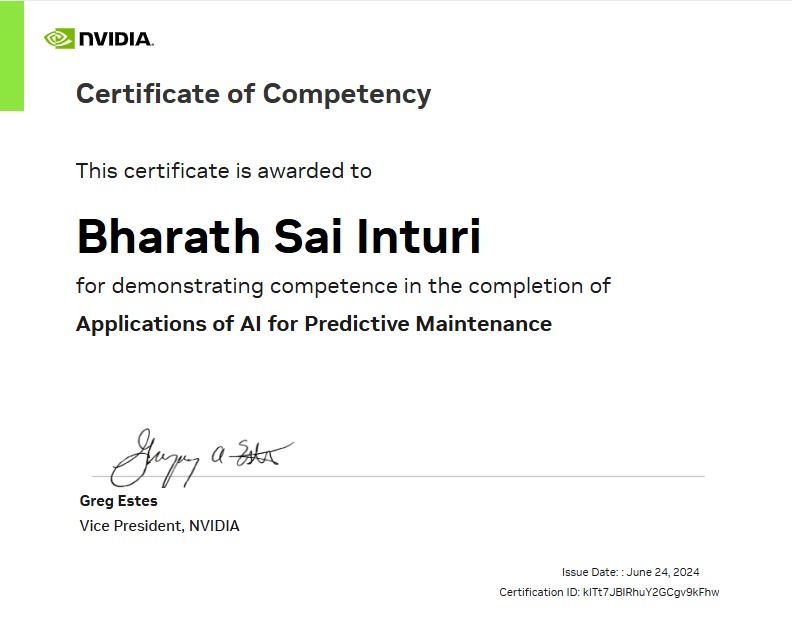 NVIDIA.
Certificate of Competency
This certificate is awarded to
Bharath Sai Inturi
for demonstrating competence in the completion of
Applications of AI for Predictive Maintenance
Gregory A Estes
Greg Estes
Vice President, NVIDIA
Issue Date: : June 24, 2024
Certification ID: kITt7JBIRhuY2GCgv9kFhw